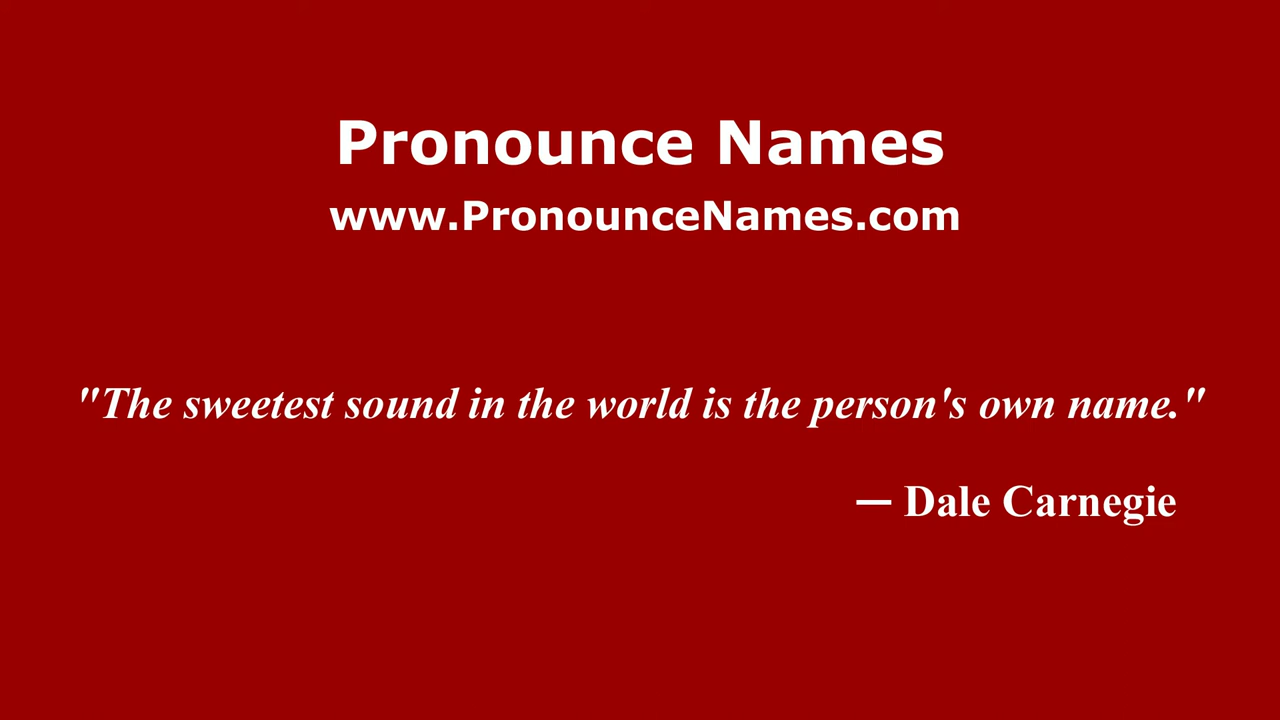 Pronounce Names
www.PronounceNames.com
"The sweetest sound in the world is the person's own name."
— Dale Carnegie